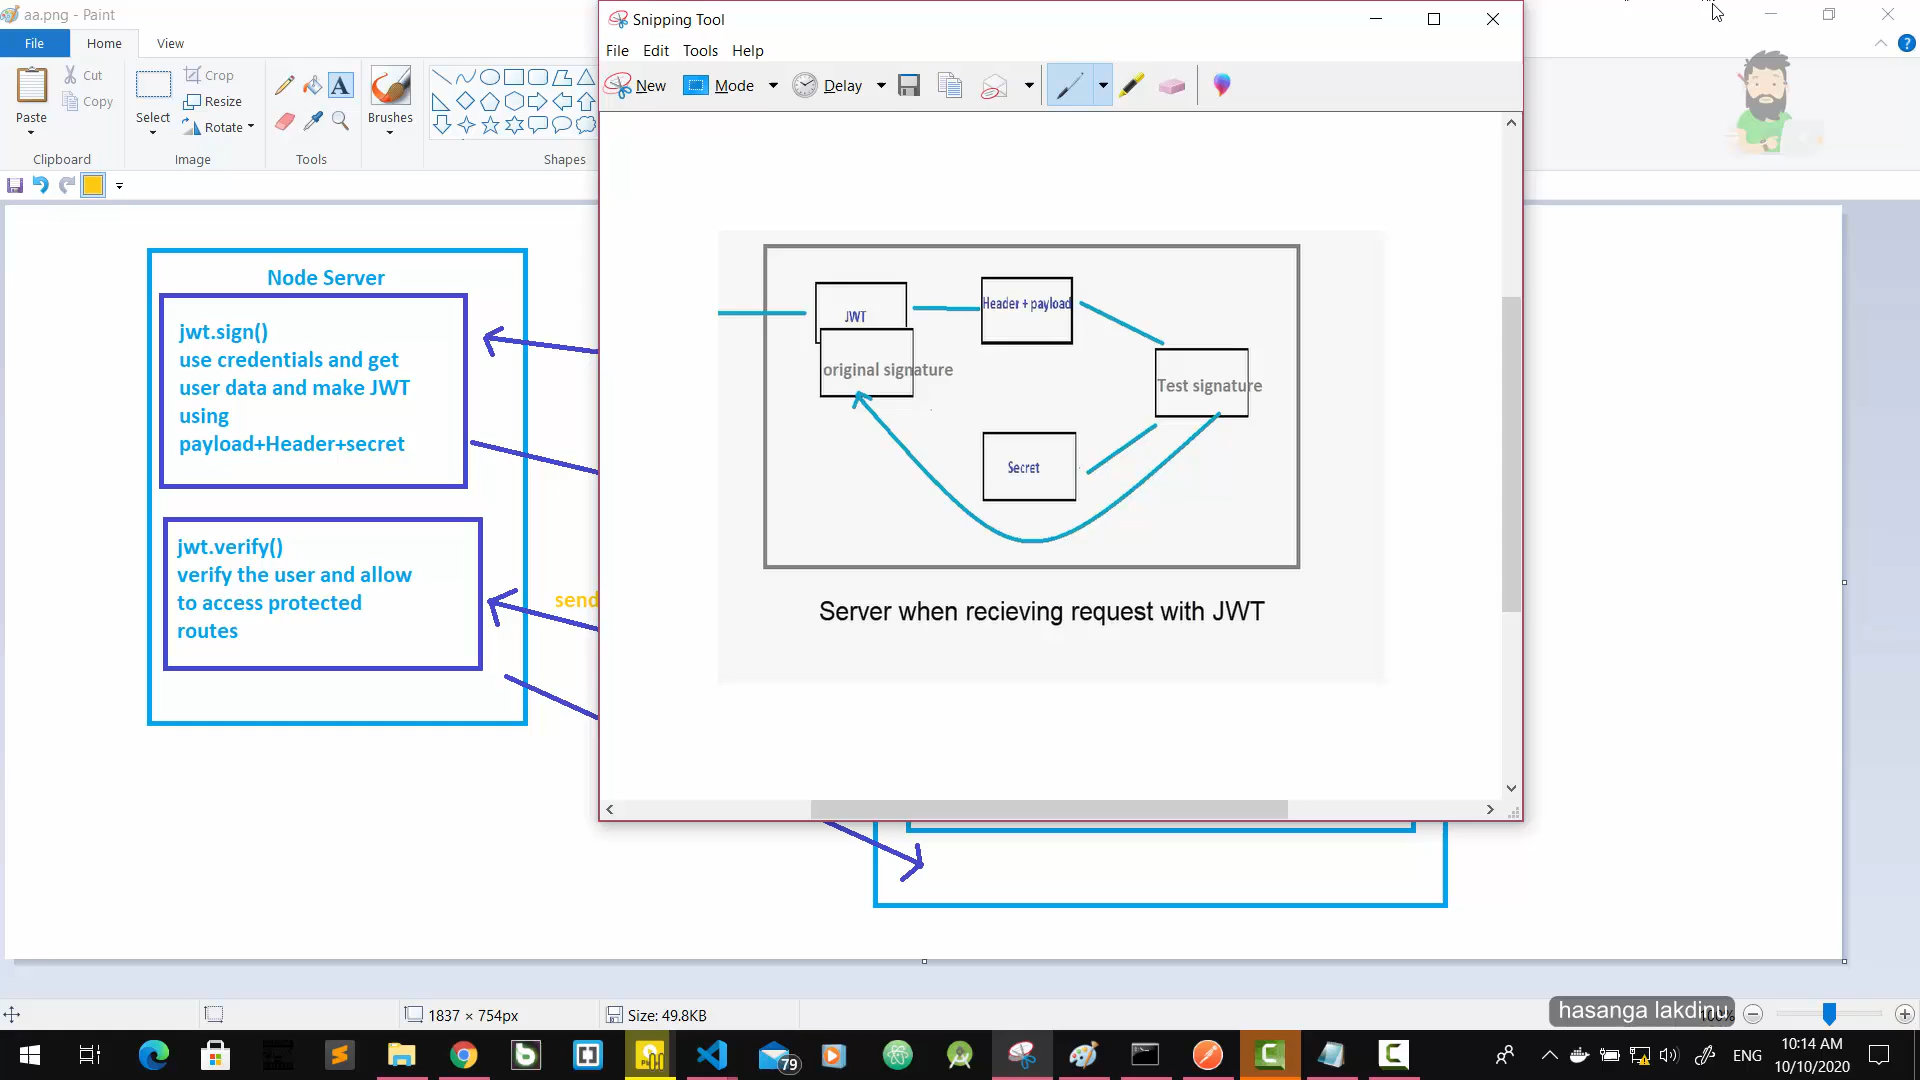 aa.png - Paint
File
Home
View
Paste
Cut
Copy
Clipboard
Select
Crop
Resize
Rotate
Image
Tools
Brushes
Shapes
Snipping Tool
File
Edit
Tools
Help
New
Mode
Delay
Node Server
jwt.sign()
use credentials and get
user data and make JWT
using
payload+Header+secret
jwt.verify()
verify the user and allow
to access protected
routes
send
JWT
Header + payload
original signature
Test signature
Secret
Server when recieving request with JWT
1837 × 754px
Size: 49.8KB
hasanga lakdinu
79
ENG
10:14 AM
10/10/2020